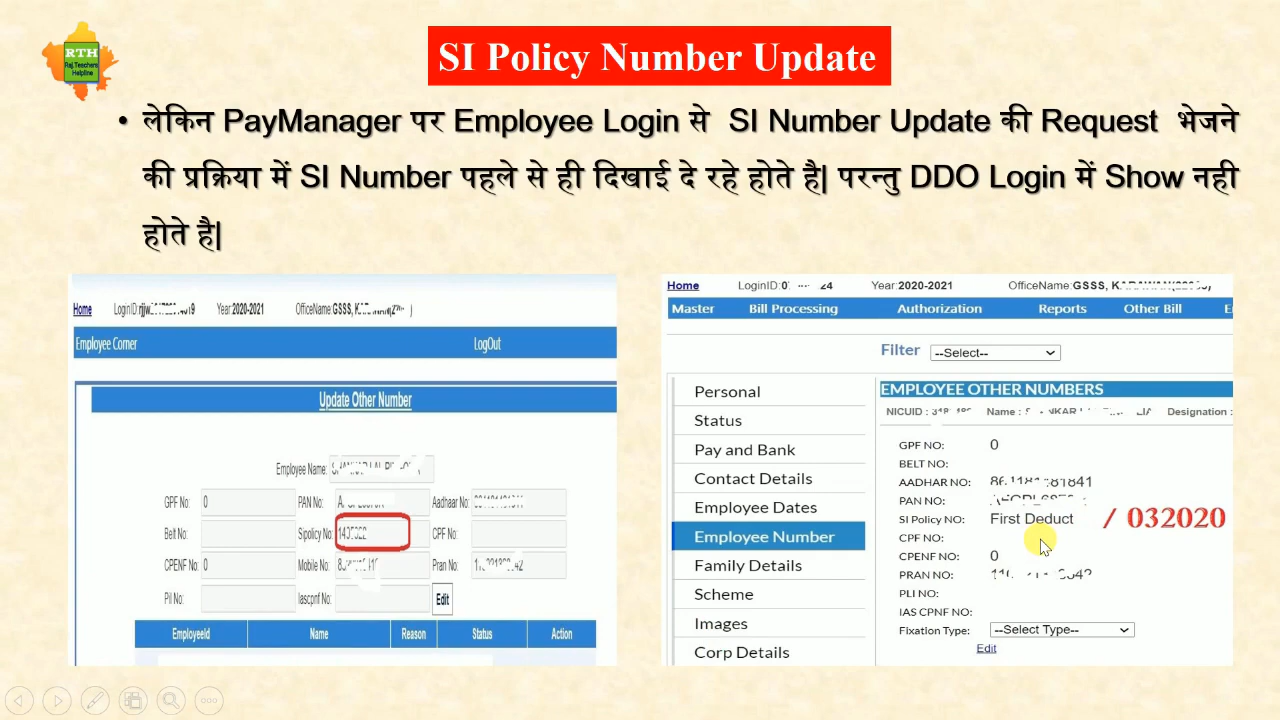 RTH
Raj.Teachers
Helpline
SI Policy Number Update
• लेकिन PayManager पर Employee Login से SI Number Update की Request भेजने
की प्रक्रिया में SI Number पहले से ही दिखाई दे रहे होते है| परन्तु DDO Login में Show नही
होते है|
Home LoginID: Year:2020-2021 OfficeName:GSSS,
Employee Corner LogOut
Update Other Number
Employee Name:
GPF No: 0 PAN No: Aadhaar No:
Belt No: Sipolicy No: CPF No:
CPENF No: 0 Mobile No: Pran No:
Pli No: Iascpnf No: Edit
EmployeeId Name Reason Status Action
Home LoginID: Year:2020-2021 OfficeName:GSSS,
Master Bill Processing Authorization Reports Other Bill
Filter --Select--
Personal
Status
Pay and Bank
Contact Details
Employee Dates
Employee Number
Family Details
Scheme
Images
Corp Details
EMPLOYEE OTHER NUMBERS
NICUID : Name : Designation :
GPF NO: 0
BELT NO:
AADHAR NO:
PAN NO:
SI Policy NO: First Deduct / 032020
CPF NO:
CPENF NO: 0
PRAN NO:
PLI NO:
IAS CPNF NO:
Fixation Type: --Select Type--
Edit